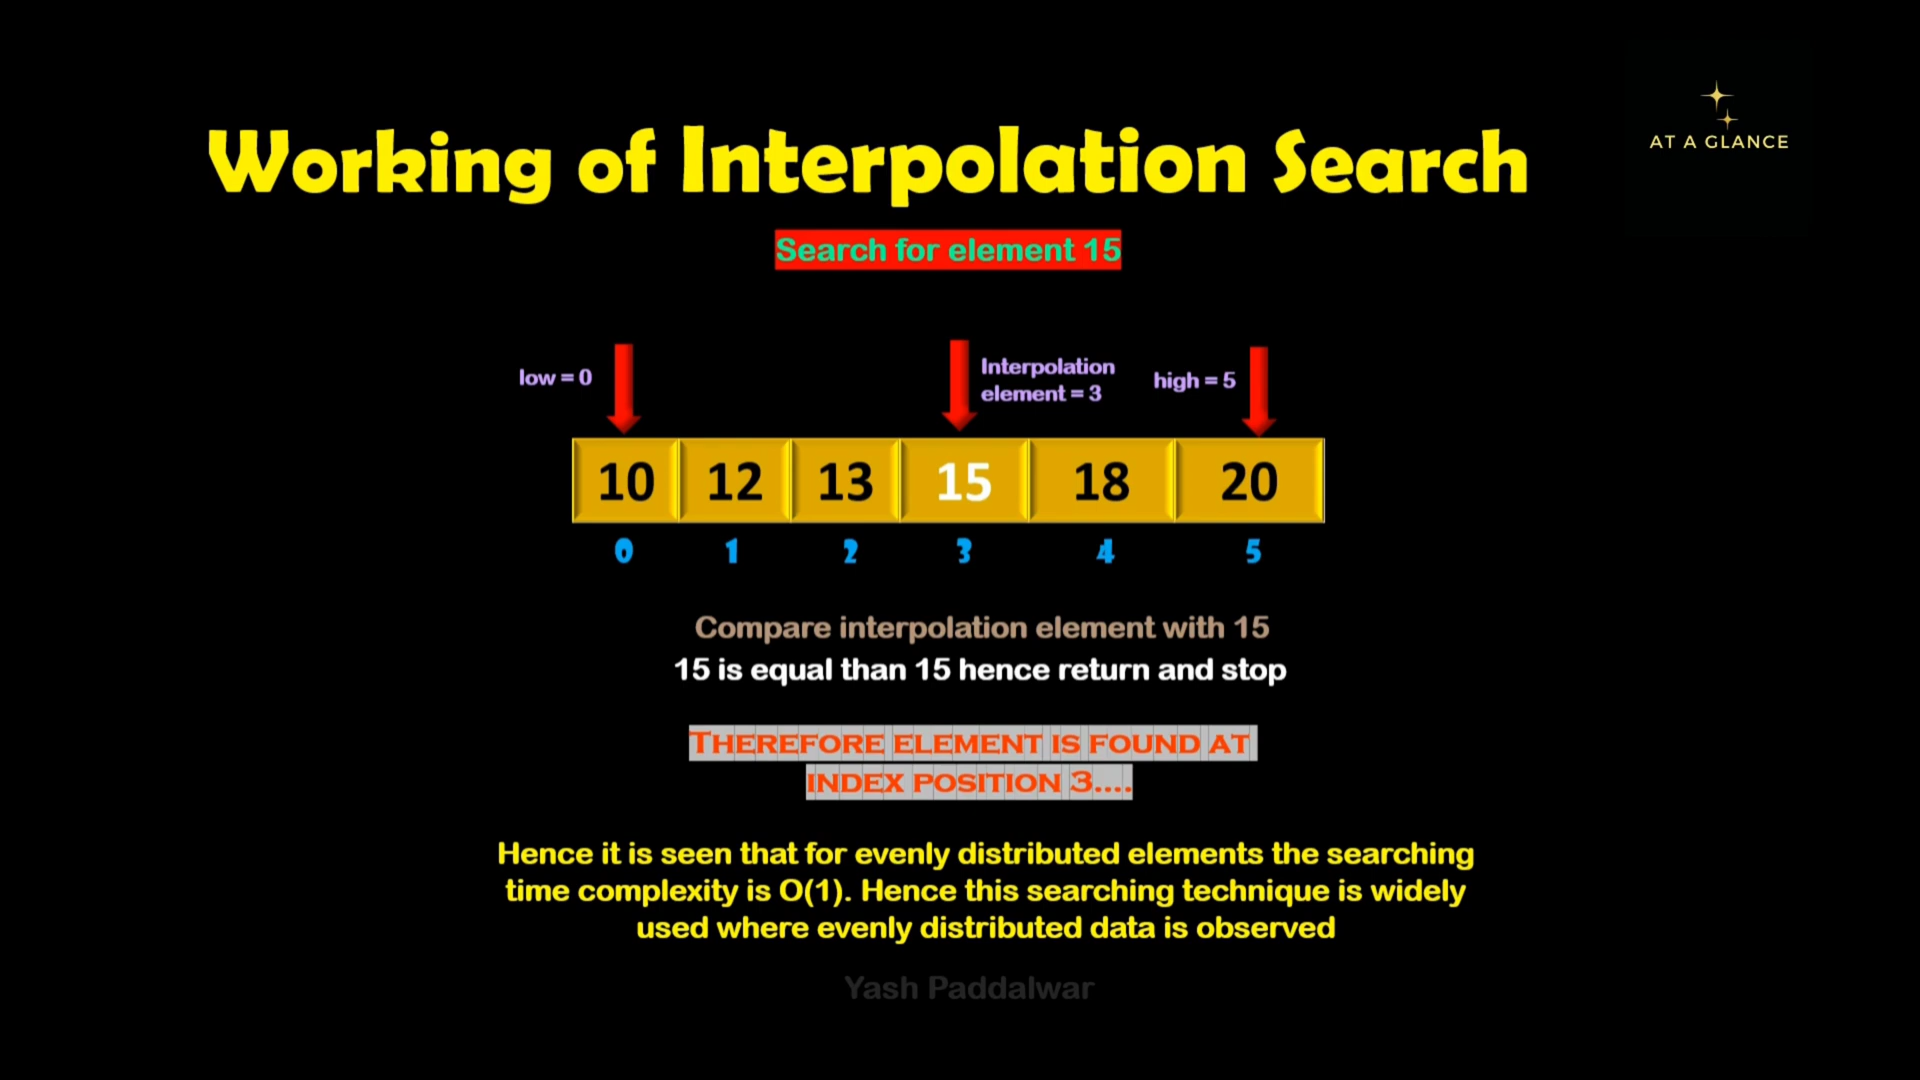 AT A GLANCE
Working of Interpolation Search
Search for element 15
low = 0
Interpolation
element = 3
high = 5
10 12 13 15 18 20
0 1 2 3 4 5
Compare interpolation element with 15
15 is equal than 15 hence return and stop
THEREFORE ELEMENT IS FOUND AT
INDEX POSITION 3....
Hence it is seen that for evenly distributed elements the searching
time complexity is O(1). Hence this searching technique is widely
used where evenly distributed data is observed
Yash Paddalwar